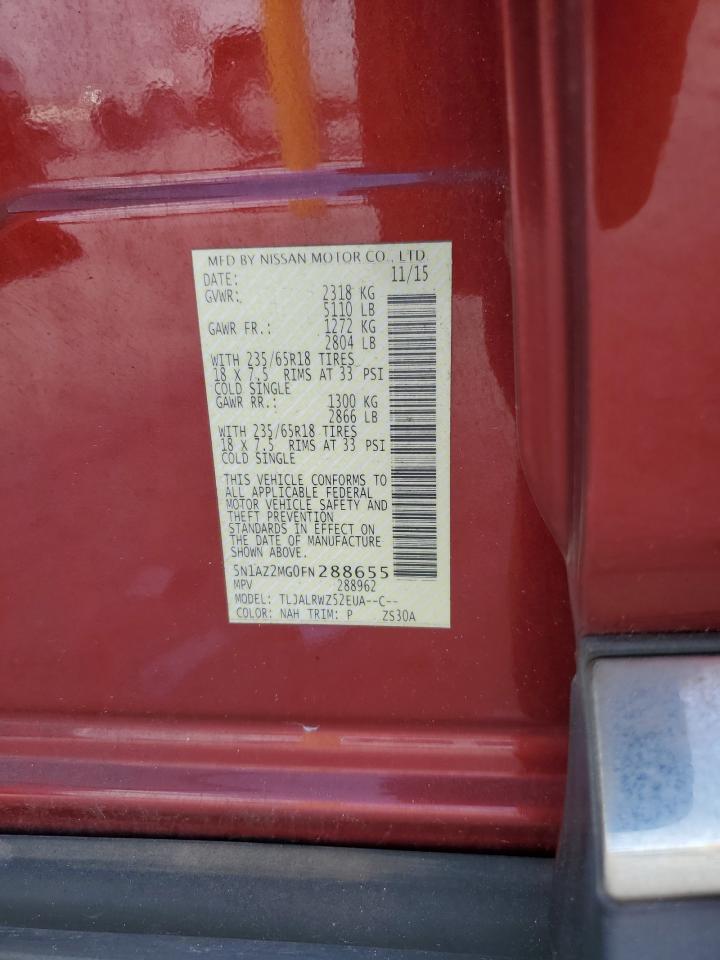 MFD BY NISSAN MOTOR CO., LTD.
DATE: 11/15
GVWR: 2318 KG
5110 LB
GAWR FR.: 1272 KG
2804 LB
WITH 235/65R18 TIRES
18 X 7.5 RIMS AT 33 PSI
COLD SINGLE
GAWR RR.: 1300 KG
2866 LB
WITH 235/65R18 TIRES
18 X 7.5 RIMS AT 33 PSI
COLD SINGLE
THIS VEHICLE CONFORMS TO
ALL APPLICABLE FEDERAL
MOTOR VEHICLE SAFETY AND
THEFT PREVENTION
STANDARDS IN EFFECT ON
THE DATE OF MANUFACTURE
SHOWN ABOVE.
5N1AZ2MG0FN288655
MPV 288962
MODEL: TLJALRWZ52EUA--C--
COLOR: NAH TRIM: P ZS30A